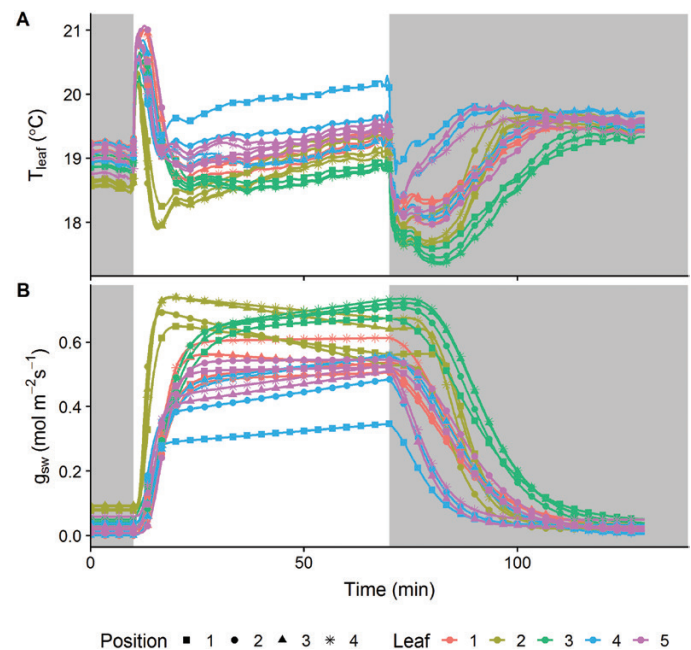 A
21
20
19
18
T leaf (°C)
B
0.6
0.4
0.2
0.0
gsw (mol m⁻²s⁻¹)
0 50 100
Time (min)
Position 1 2 3 4 Leaf 1 2 3 4 5